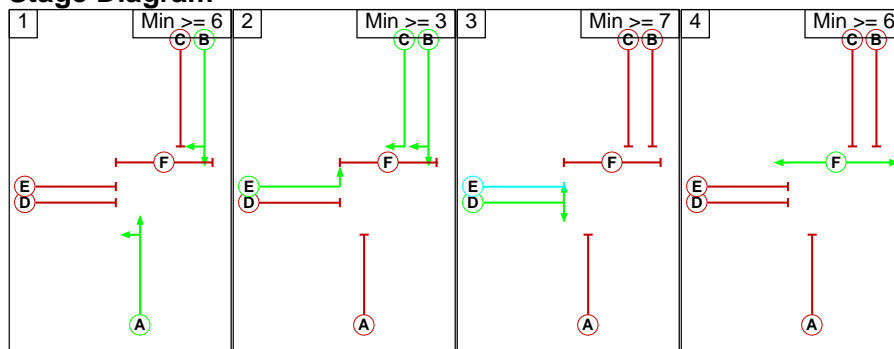 Stage Diagram
1 Min >= 6 2 Min >= 3 3 Min >= 7 4 Min >= 6
C B C B C B C B
F F F F
E E E E
D D D D
A A A A